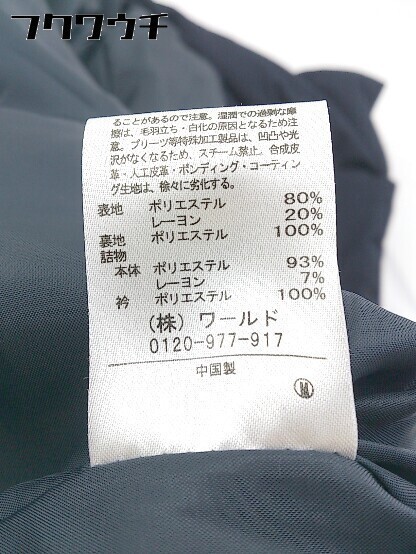 フクウウチ
ることがあるので注意。湿潤での過剰な摩
擦は、毛羽立ち・白化の原因となるため注
意。プリーツ等特殊加工製品は、凹凸や光
沢がなくなるため、スチーム禁止。合成皮
革・人工皮革・ボンディング・コーティン
グ生地は、徐々に劣化する。
表地 ポリエステル 80%
レーヨン 20%
裏地 ポリエステル 100%
詰物
本体 ポリエステル 93%
レーヨン 7%
衿 ポリエステル 100%
(株) ワールド
0120-977-917
中国製